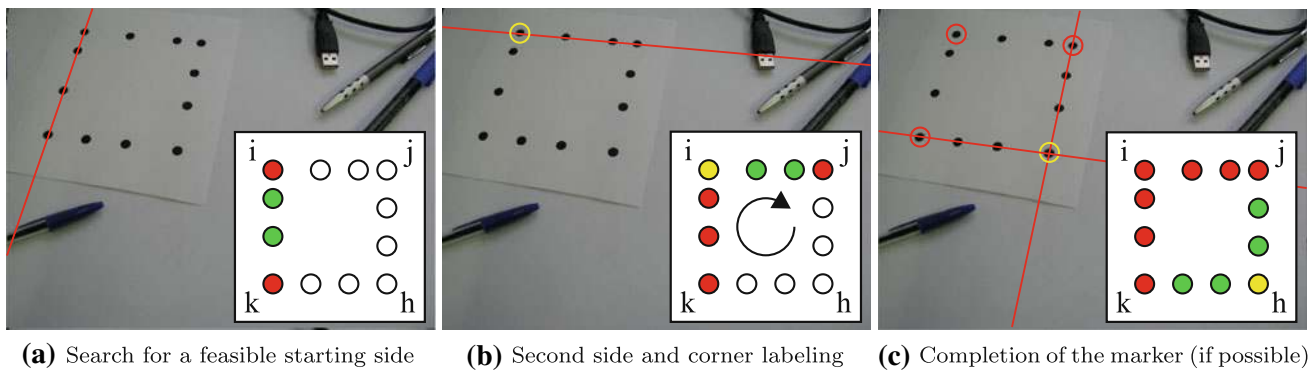 i j
k h
i j
k h
i j
k h
(a) Search for a feasible starting side
(b) Second side and corner labeling
(c) Completion of the marker (if possible)